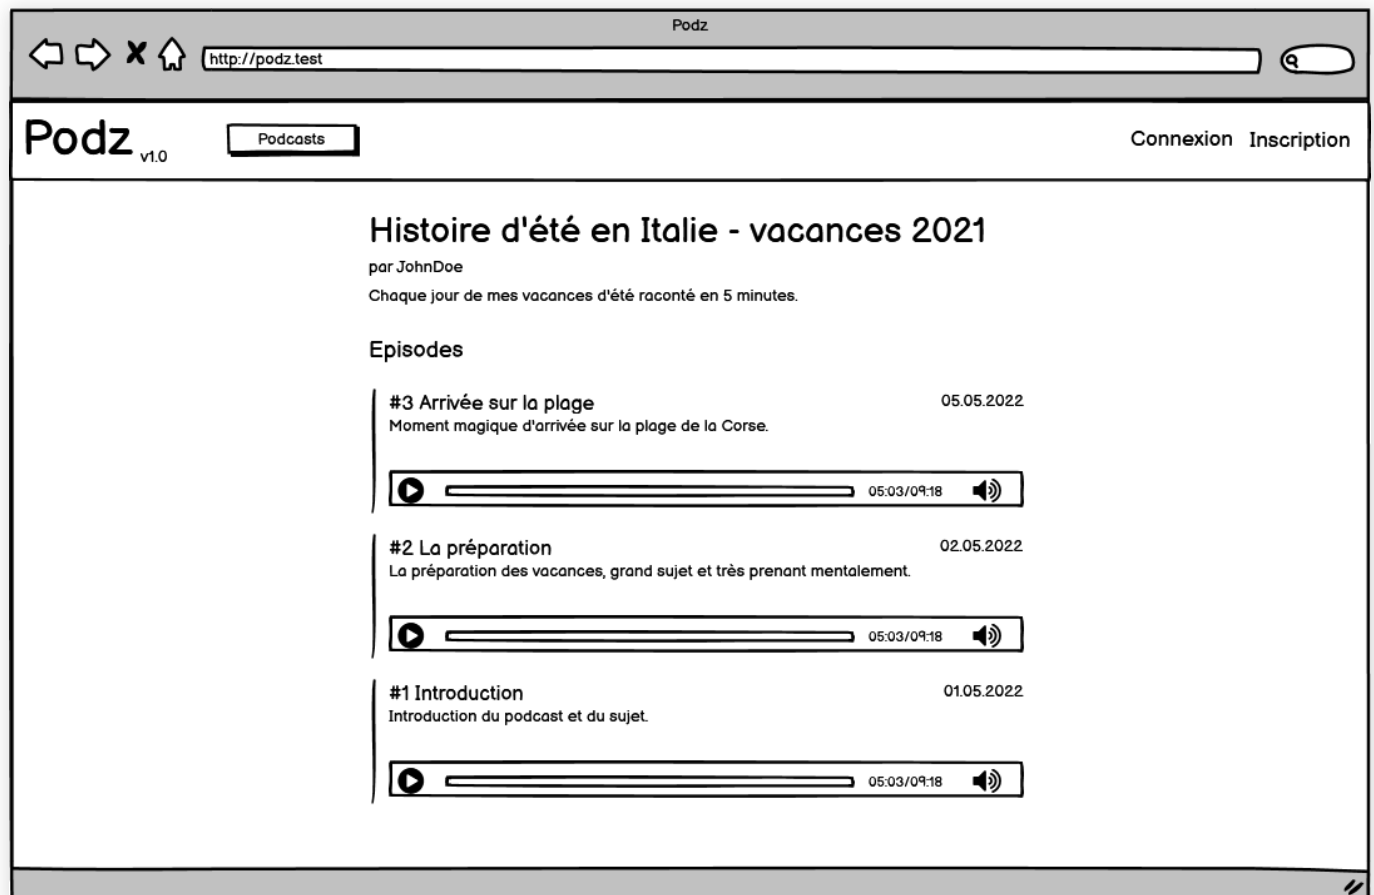 Podz
http://podz.test
Podz v1.0 Podcasts Connexion Inscription
Histoire d'été en Italie - vacances 2021
par JohnDoe
Chaque jour de mes vacances d'été raconté en 5 minutes.
Episodes
#3 Arrivée sur la plage 05.05.2022
Moment magique d'arrivée sur la plage de la Corse.
05:03/09:18
#2 La préparation 02.05.2022
La préparation des vacances, grand sujet et très prenant mentalement.
05:03/09:18
#1 Introduction 01.05.2022
Introduction du podcast et du sujet.
05:03/09:18